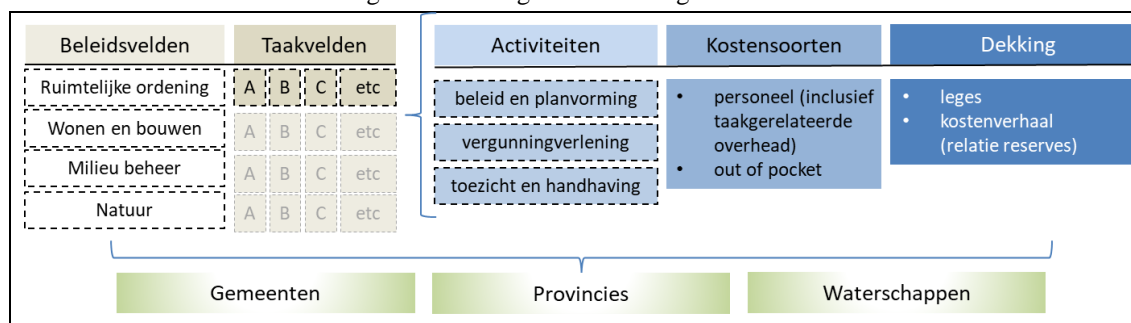 Beleidsvelden Taakvelden Activiteiten Kostensoorten Dekking
Ruimtelijke ordening A B C etc
Wonen en bouwen A B C etc
Milieu beheer A B C etc
Natuur A B C etc
beleid en planvorming
vergunningverlening
toezicht en handhaving
• personeel (inclusief
taakgerelateerde
overhead)
• out of pocket
• leges
• kostenverhaal
(relatie reserves)
Gemeenten Provincies Waterschappen